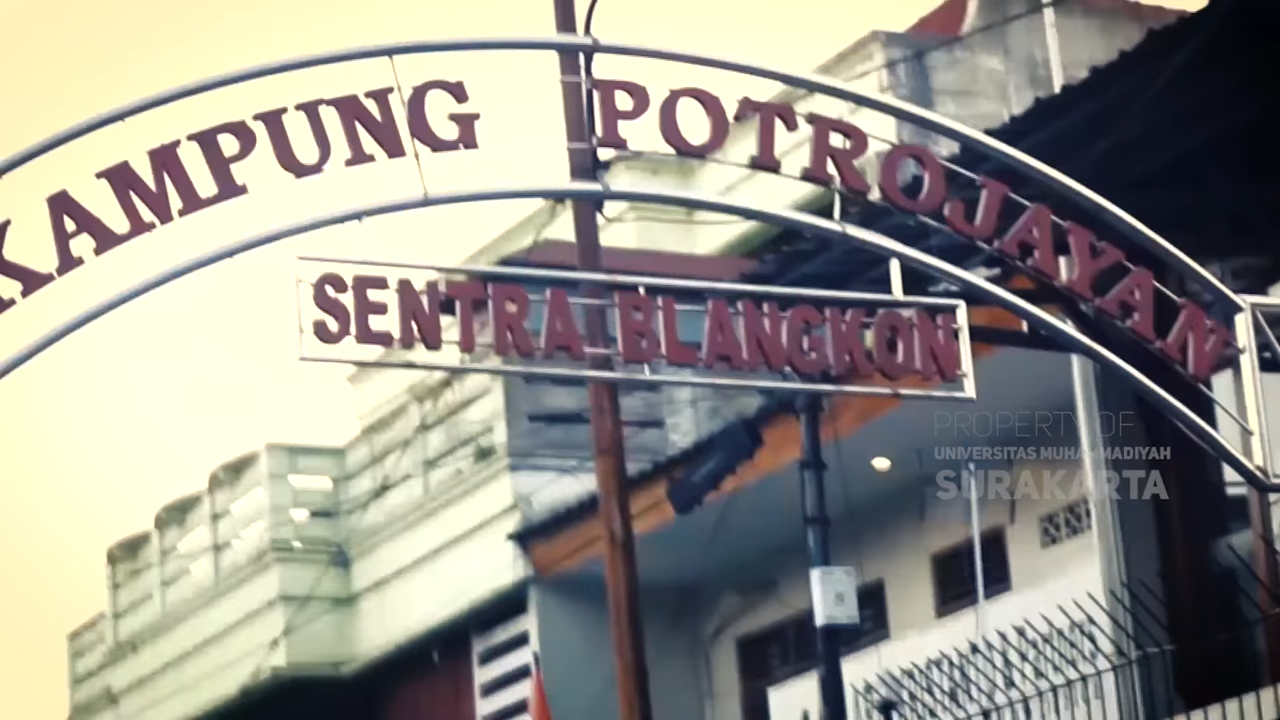 KAMPUNG POTROJAYAN
SENTRA BLANGKON
PROPERTY OF
UNIVERSITAS MUHAMMADIYAH
SURAKARTA